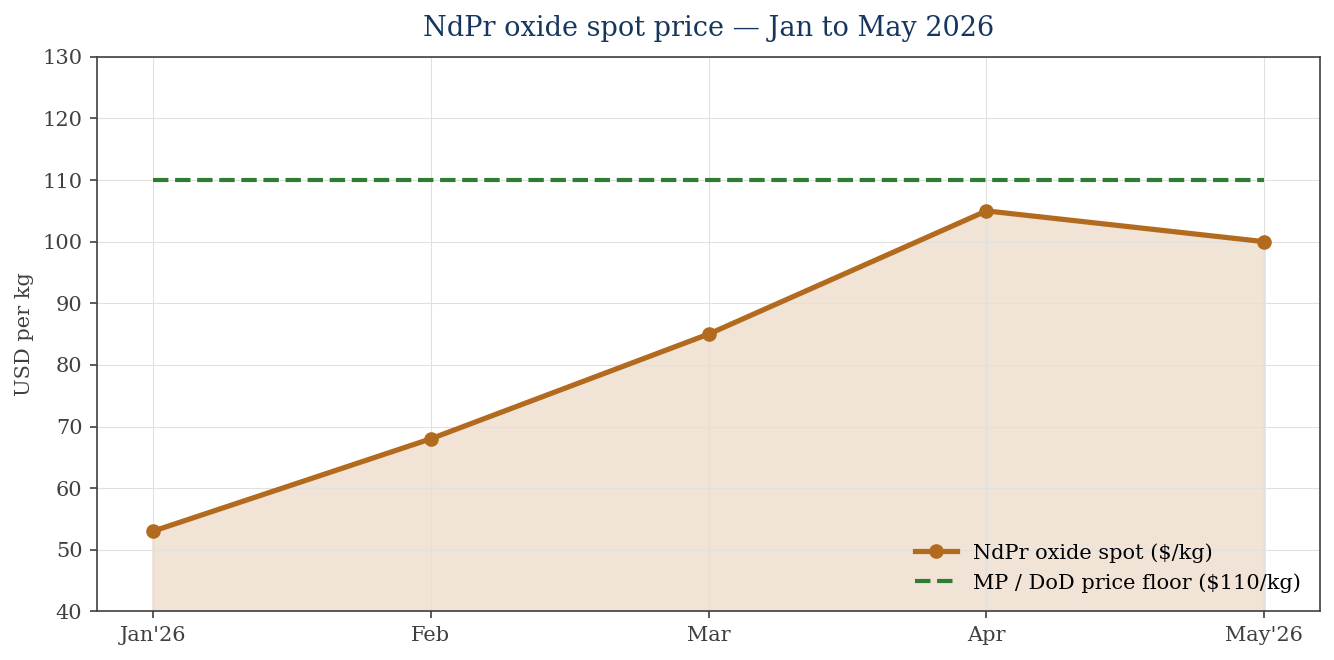 NdPr oxide spot price — Jan to May 2026
USD per kg
130
120
110
100
90
80
70
60
50
40
Jan'26
Feb
Mar
Apr
May'26
NdPr oxide spot ($/kg)
MP / DoD price floor ($110/kg)